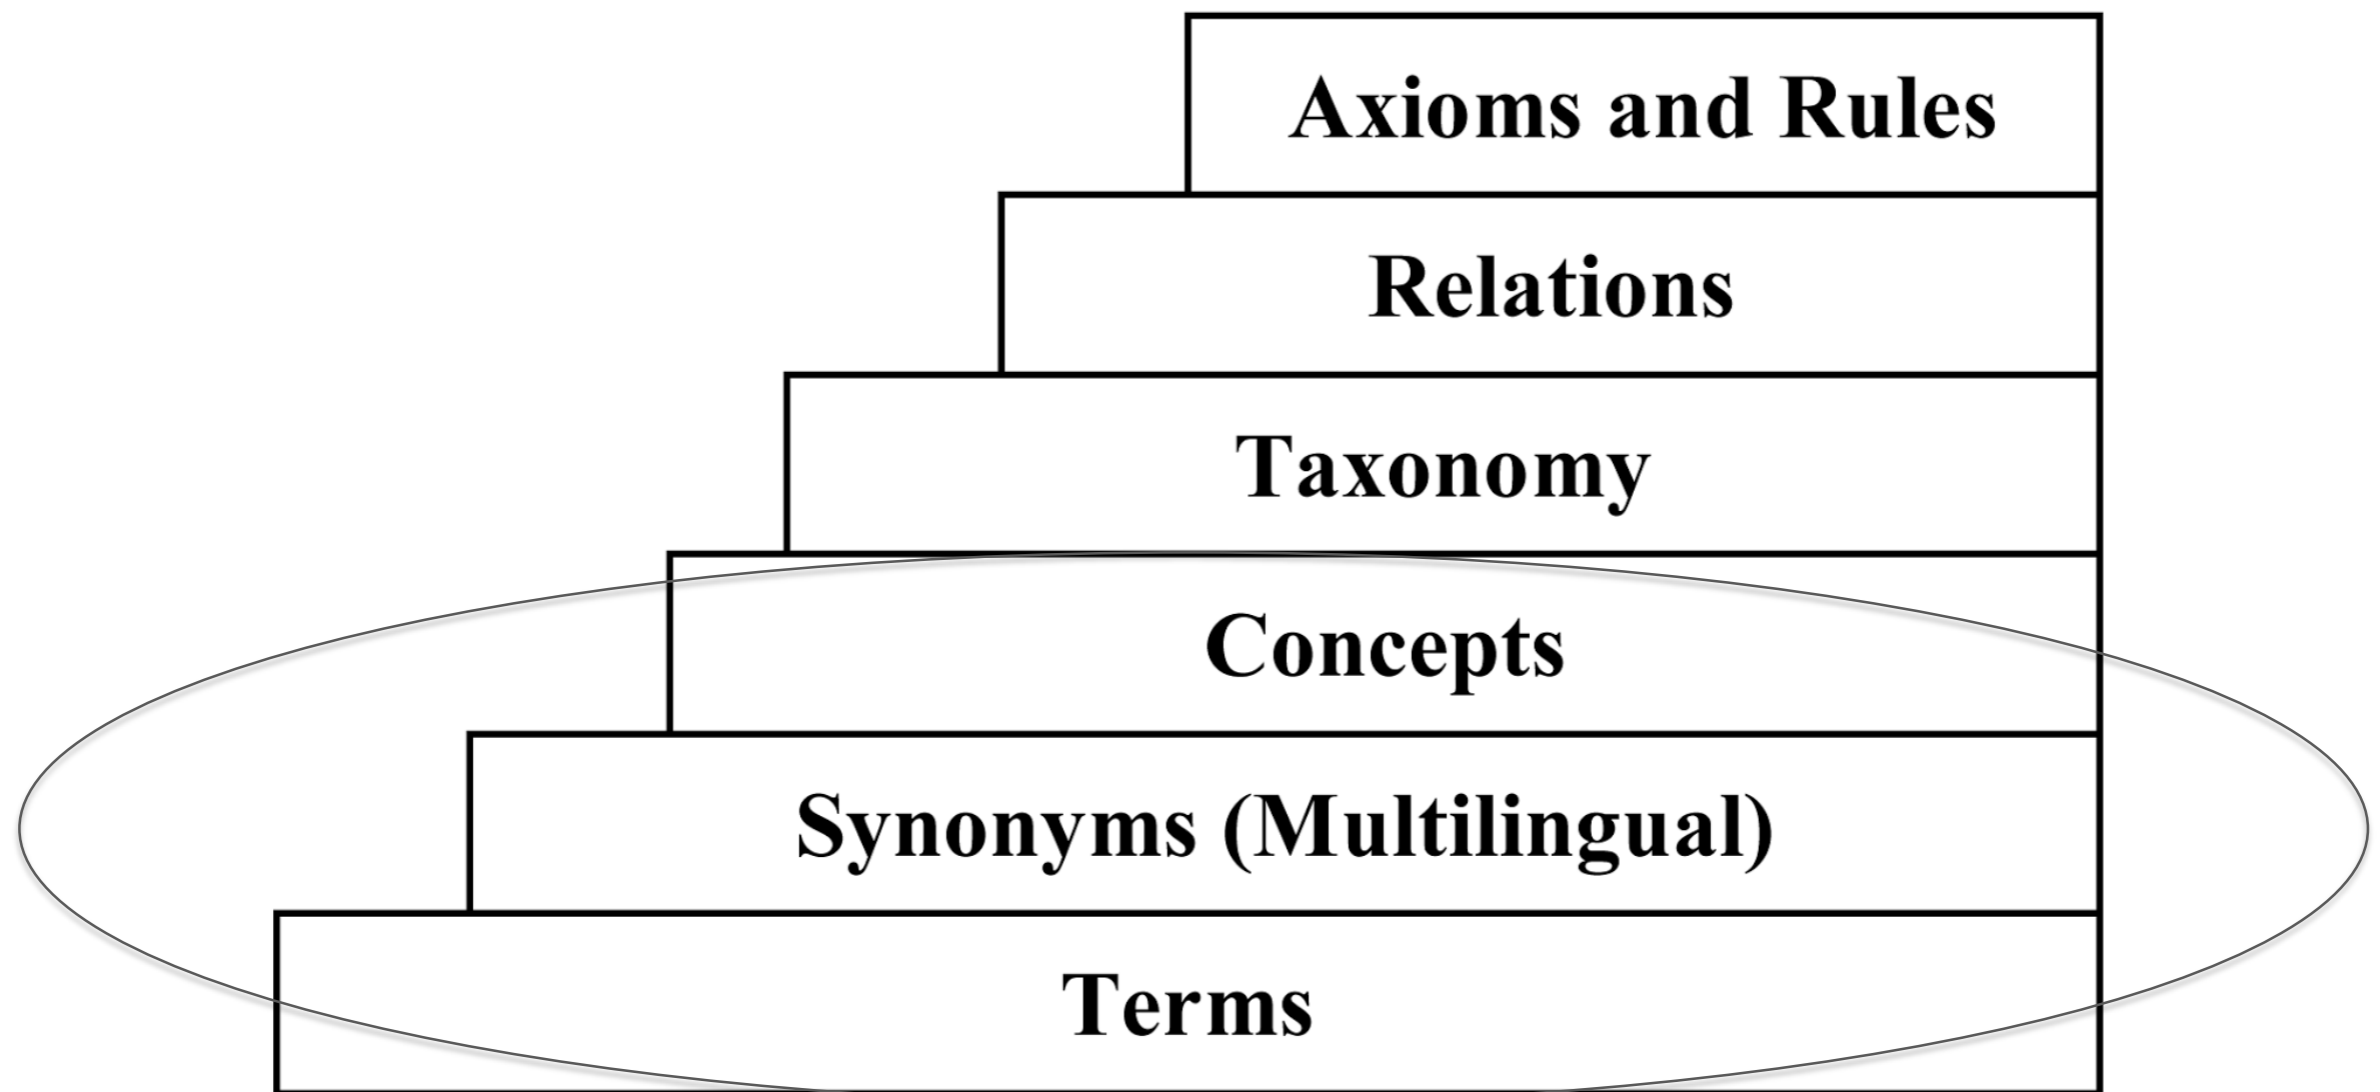 Axioms and Rules
Relations
Taxonomy
Concepts
Synonyms (Multilingual)
Terms